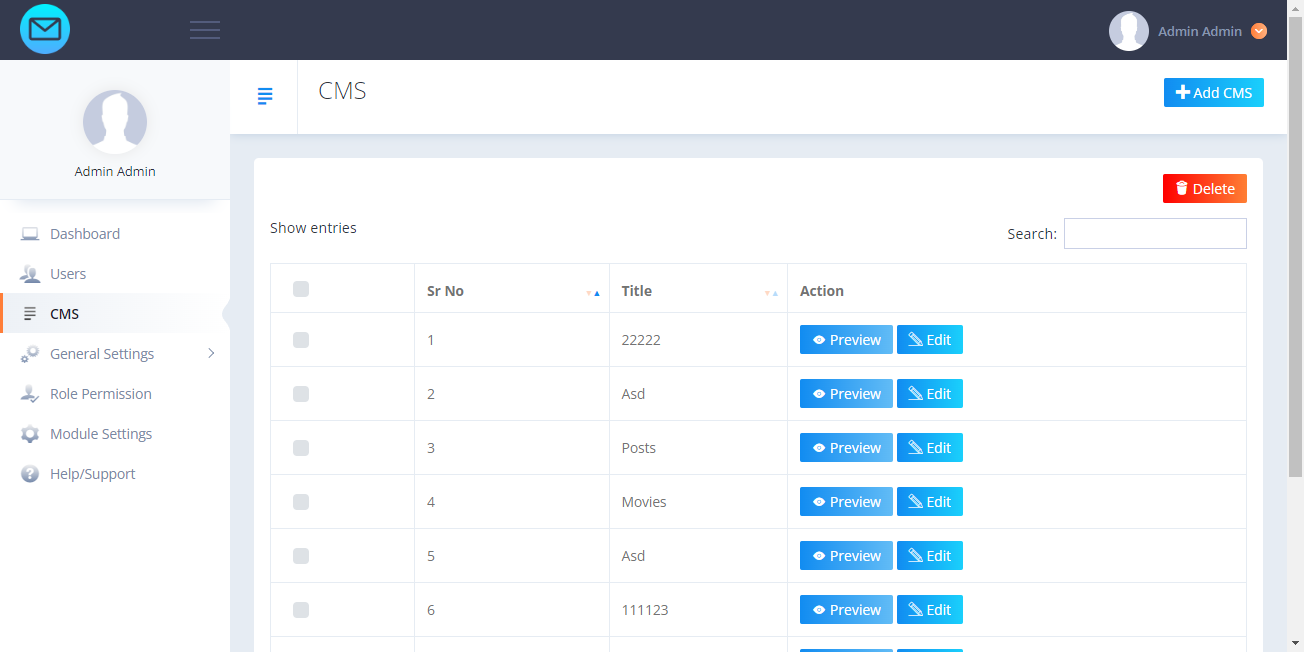 Admin Admin
CMS
Add CMS
Admin Admin
Dashboard
Users
CMS
General Settings
Role Permission
Module Settings
Help/Support
Delete
Show entries
Search:
Sr No Title Action
1 22222 Preview Edit
2 Asd Preview Edit
3 Posts Preview Edit
4 Movies Preview Edit
5 Asd Preview Edit
6 111123 Preview Edit